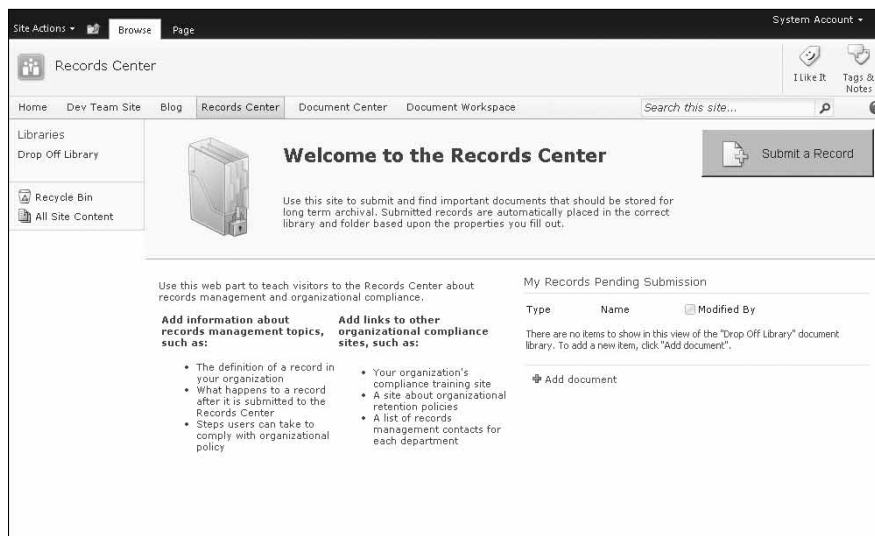 System Account
Site Actions
Browse
Page
Records Center
I Like It
Tags &
Notes
Home Dev Team Site Blog Records Center Document Center Document Workspace
Search this site...
Libraries
Drop Off Library
Recycle Bin
All Site Content
Welcome to the Records Center
Submit a Record
Use this site to submit and find important documents that should be stored for
long term archival. Submitted records are automatically placed in the correct
library and folder based upon the properties you fill out.
Use this web part to teach visitors to the Records Center about
records management and organizational compliance.
Add information about
records management topics,
such as:
• The definition of a record in
your organization
• What happens to a record
after it is submitted to the
Records Center
• Steps users can take to
comply with organizational
policy
Add links to other
organizational compliance
sites, such as:
• Your organization's
compliance training site
• A site about organizational
retention policies
• A list of records
management contacts for
each department
My Records Pending Submission
Type Name Modified By
There are no items to show in this view of the "Drop Off Library" document
library. To add a new item, click "Add document".
Add document